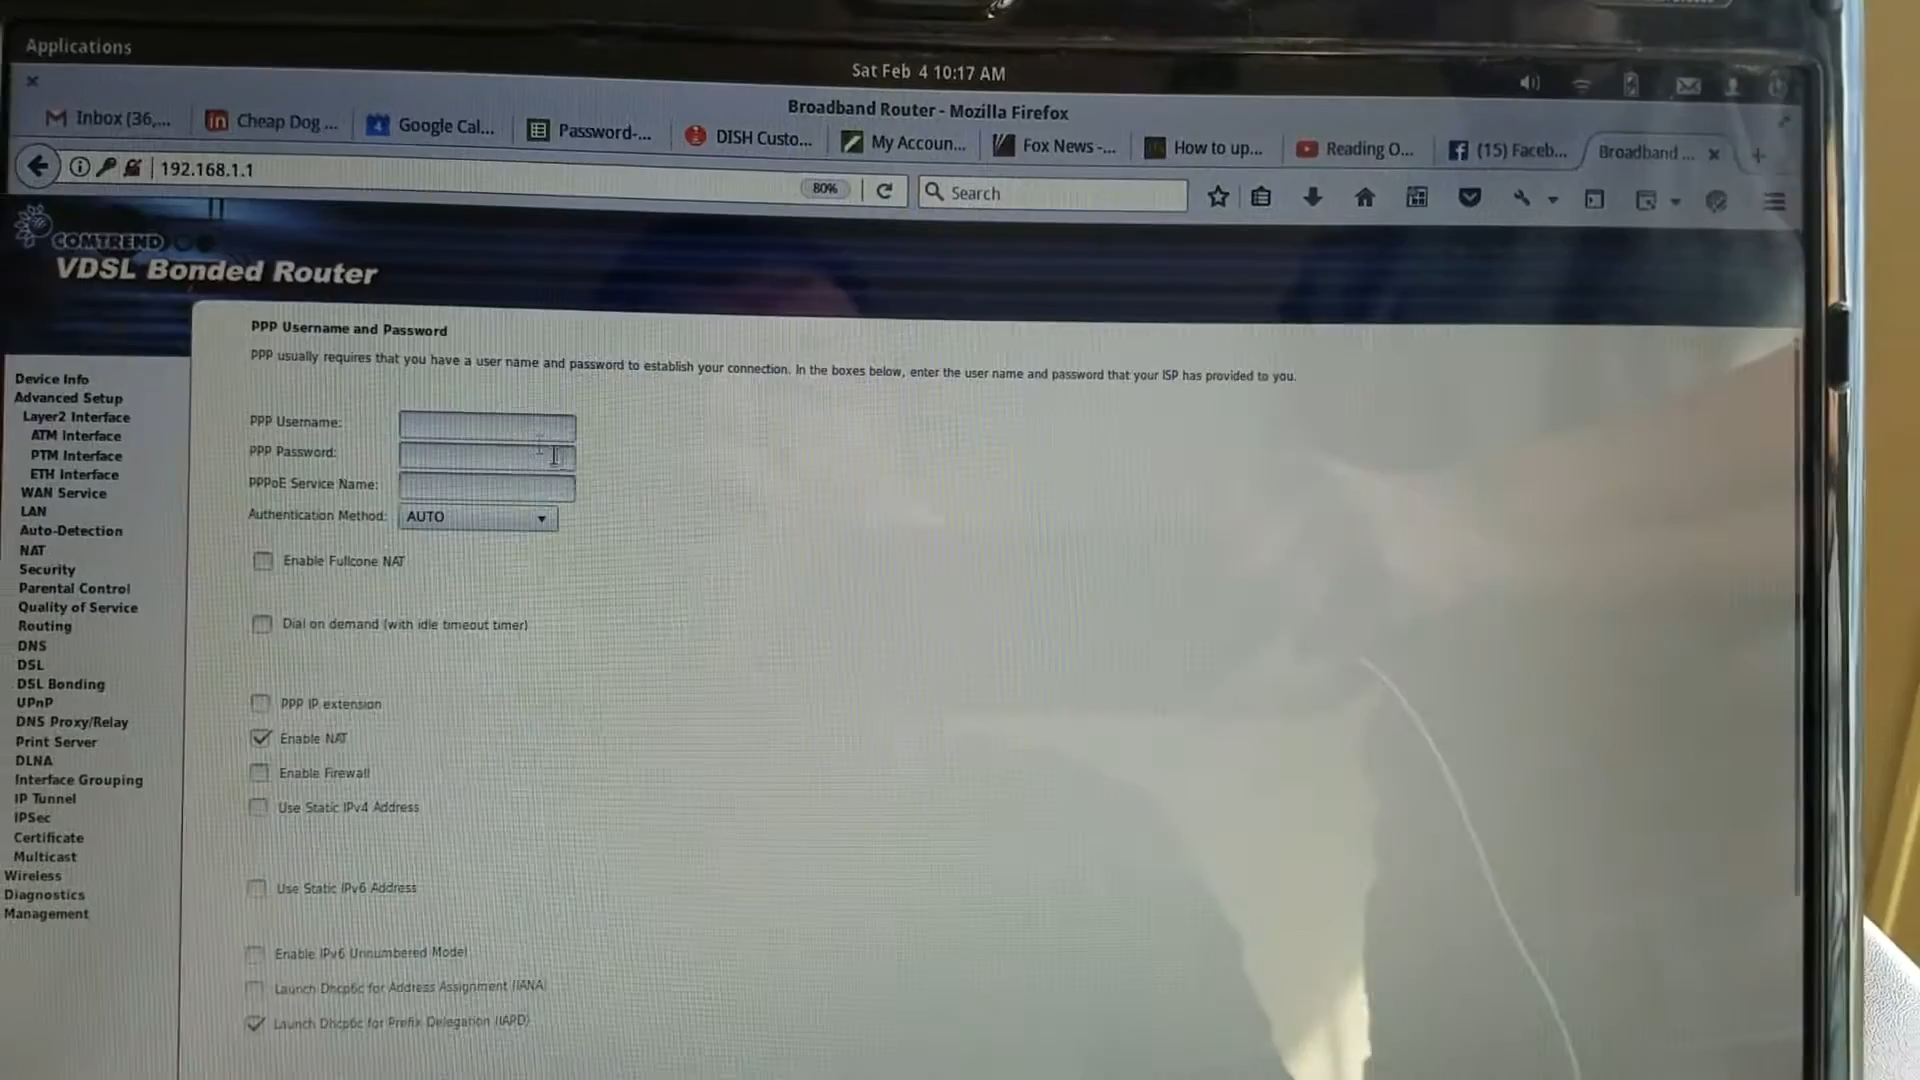 Applications
Sat Feb 4 10:17 AM
Broadband Router - Mozilla Firefox
Inbox (36,...
Cheap Dog ...
Google Cal...
Password-...
DISH Custo...
My Accoun...
Fox News -...
How to up...
Reading O...
(15) Faceb...
Broadband ...
192.168.1.1
80%
Search
COMTREND
VDSL Bonded Router
PPP Username and Password
PPP usually requires that you have a user name and password to establish your connection. In the boxes below, enter the user name and password that your ISP has provided to you.
PPP Username:
PPP Password:
PPPoE Service Name:
Authentication Method: AUTO
Enable Fullcone NAT
Dial on demand (with idle timeout timer)
PPP IP extension
Enable NAT
Enable Firewall
Use Static IPv4 Address
Use Static IPv6 Address
Enable IPv6 Unnumbered Model
Launch Dhcp6c for Address Assignment (IANA)
Launch Dhcp6c for Prefix Delegation (IAPD)
Device Info
Advanced Setup
Layer2 Interface
ATM Interface
PTM Interface
ETH Interface
WAN Service
LAN
Auto-Detection
NAT
Security
Parental Control
Quality of Service
Routing
DNS
DSL
DSL Bonding
UPnP
DNS Proxy/Relay
Print Server
DLNA
Interface Grouping
IP Tunnel
IPSec
Certificate
Multicast
Wireless
Diagnostics
Management